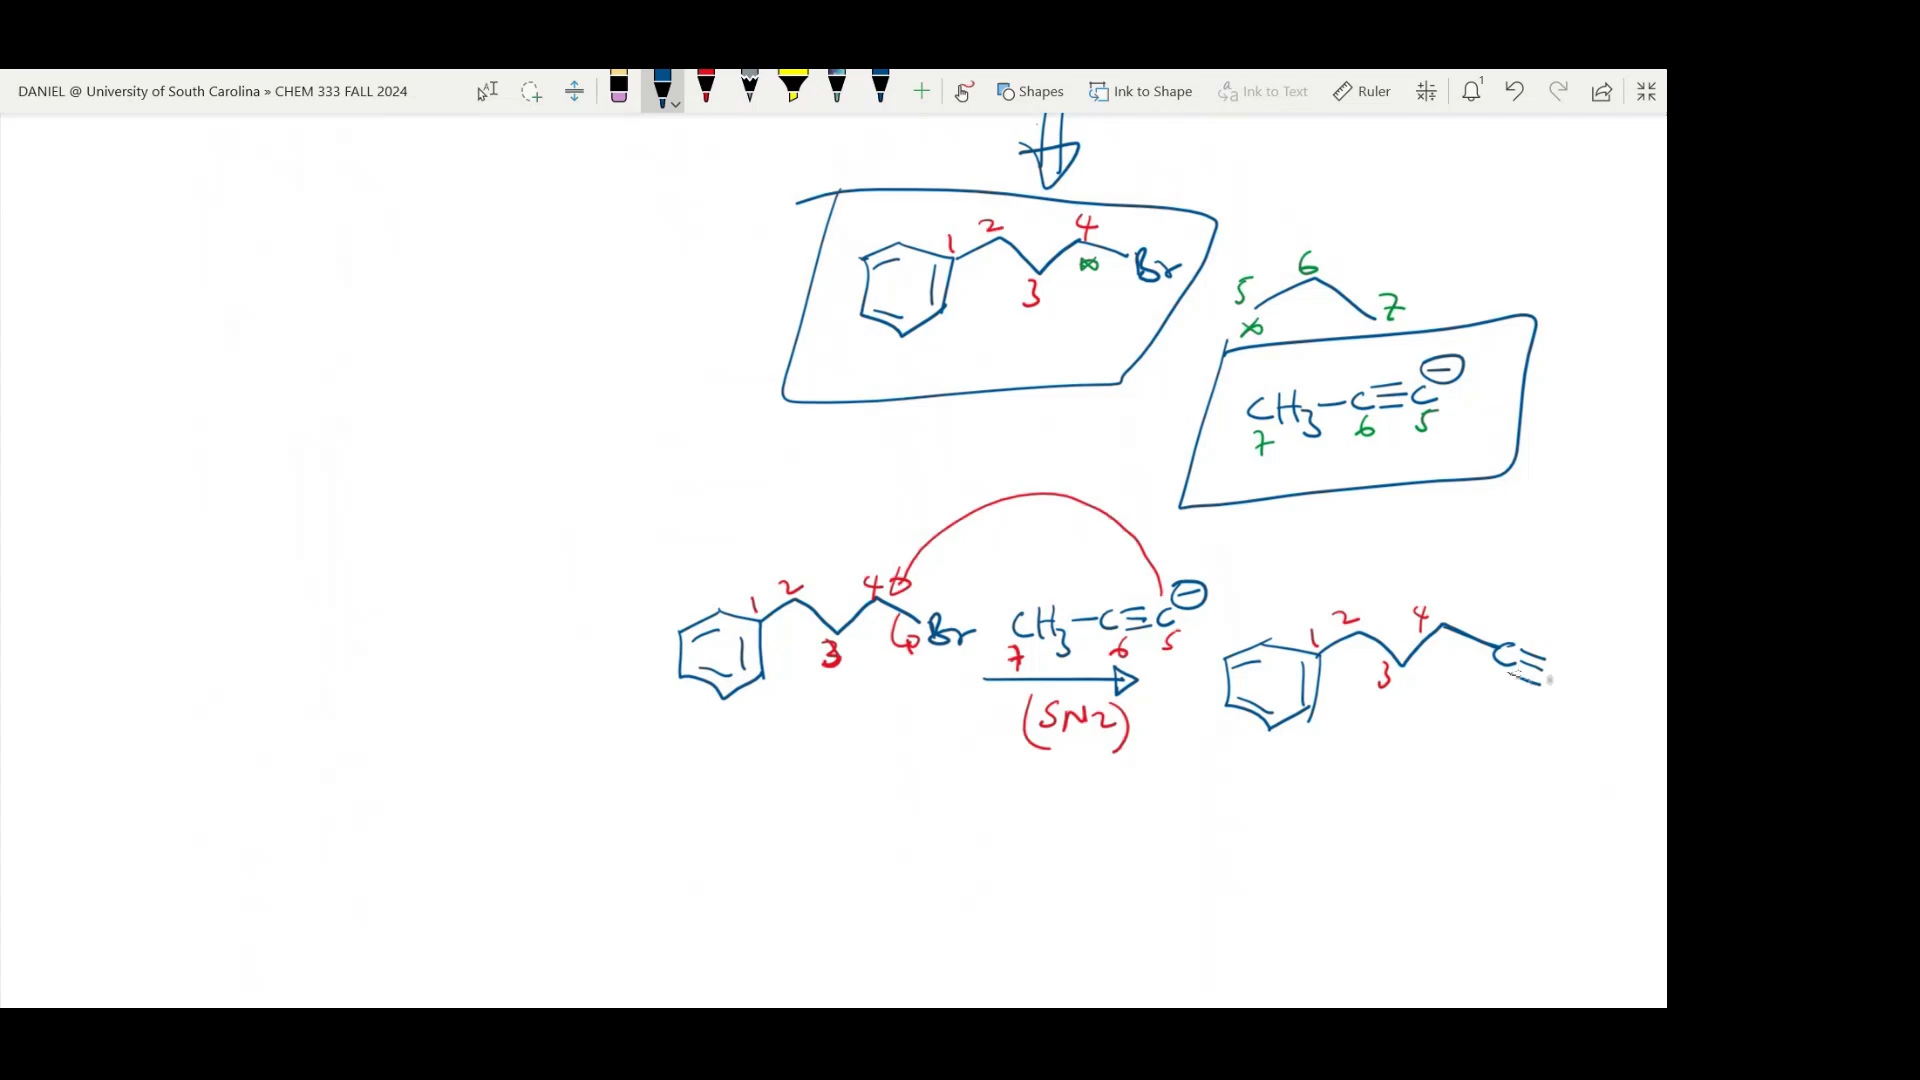 DANIEL @ University of South Carolina » CHEM 333 FALL 2024
Shapes
Ink to Shape
Ink to Text
Ruler
1
1 2 3 4 Br
5 6 7
CH3-C≡C⊖
7 6 5
1 2 3 4 Br
CH3-C≡C⊖
7 6 5
(SN2)
1 2 3 4 C≡